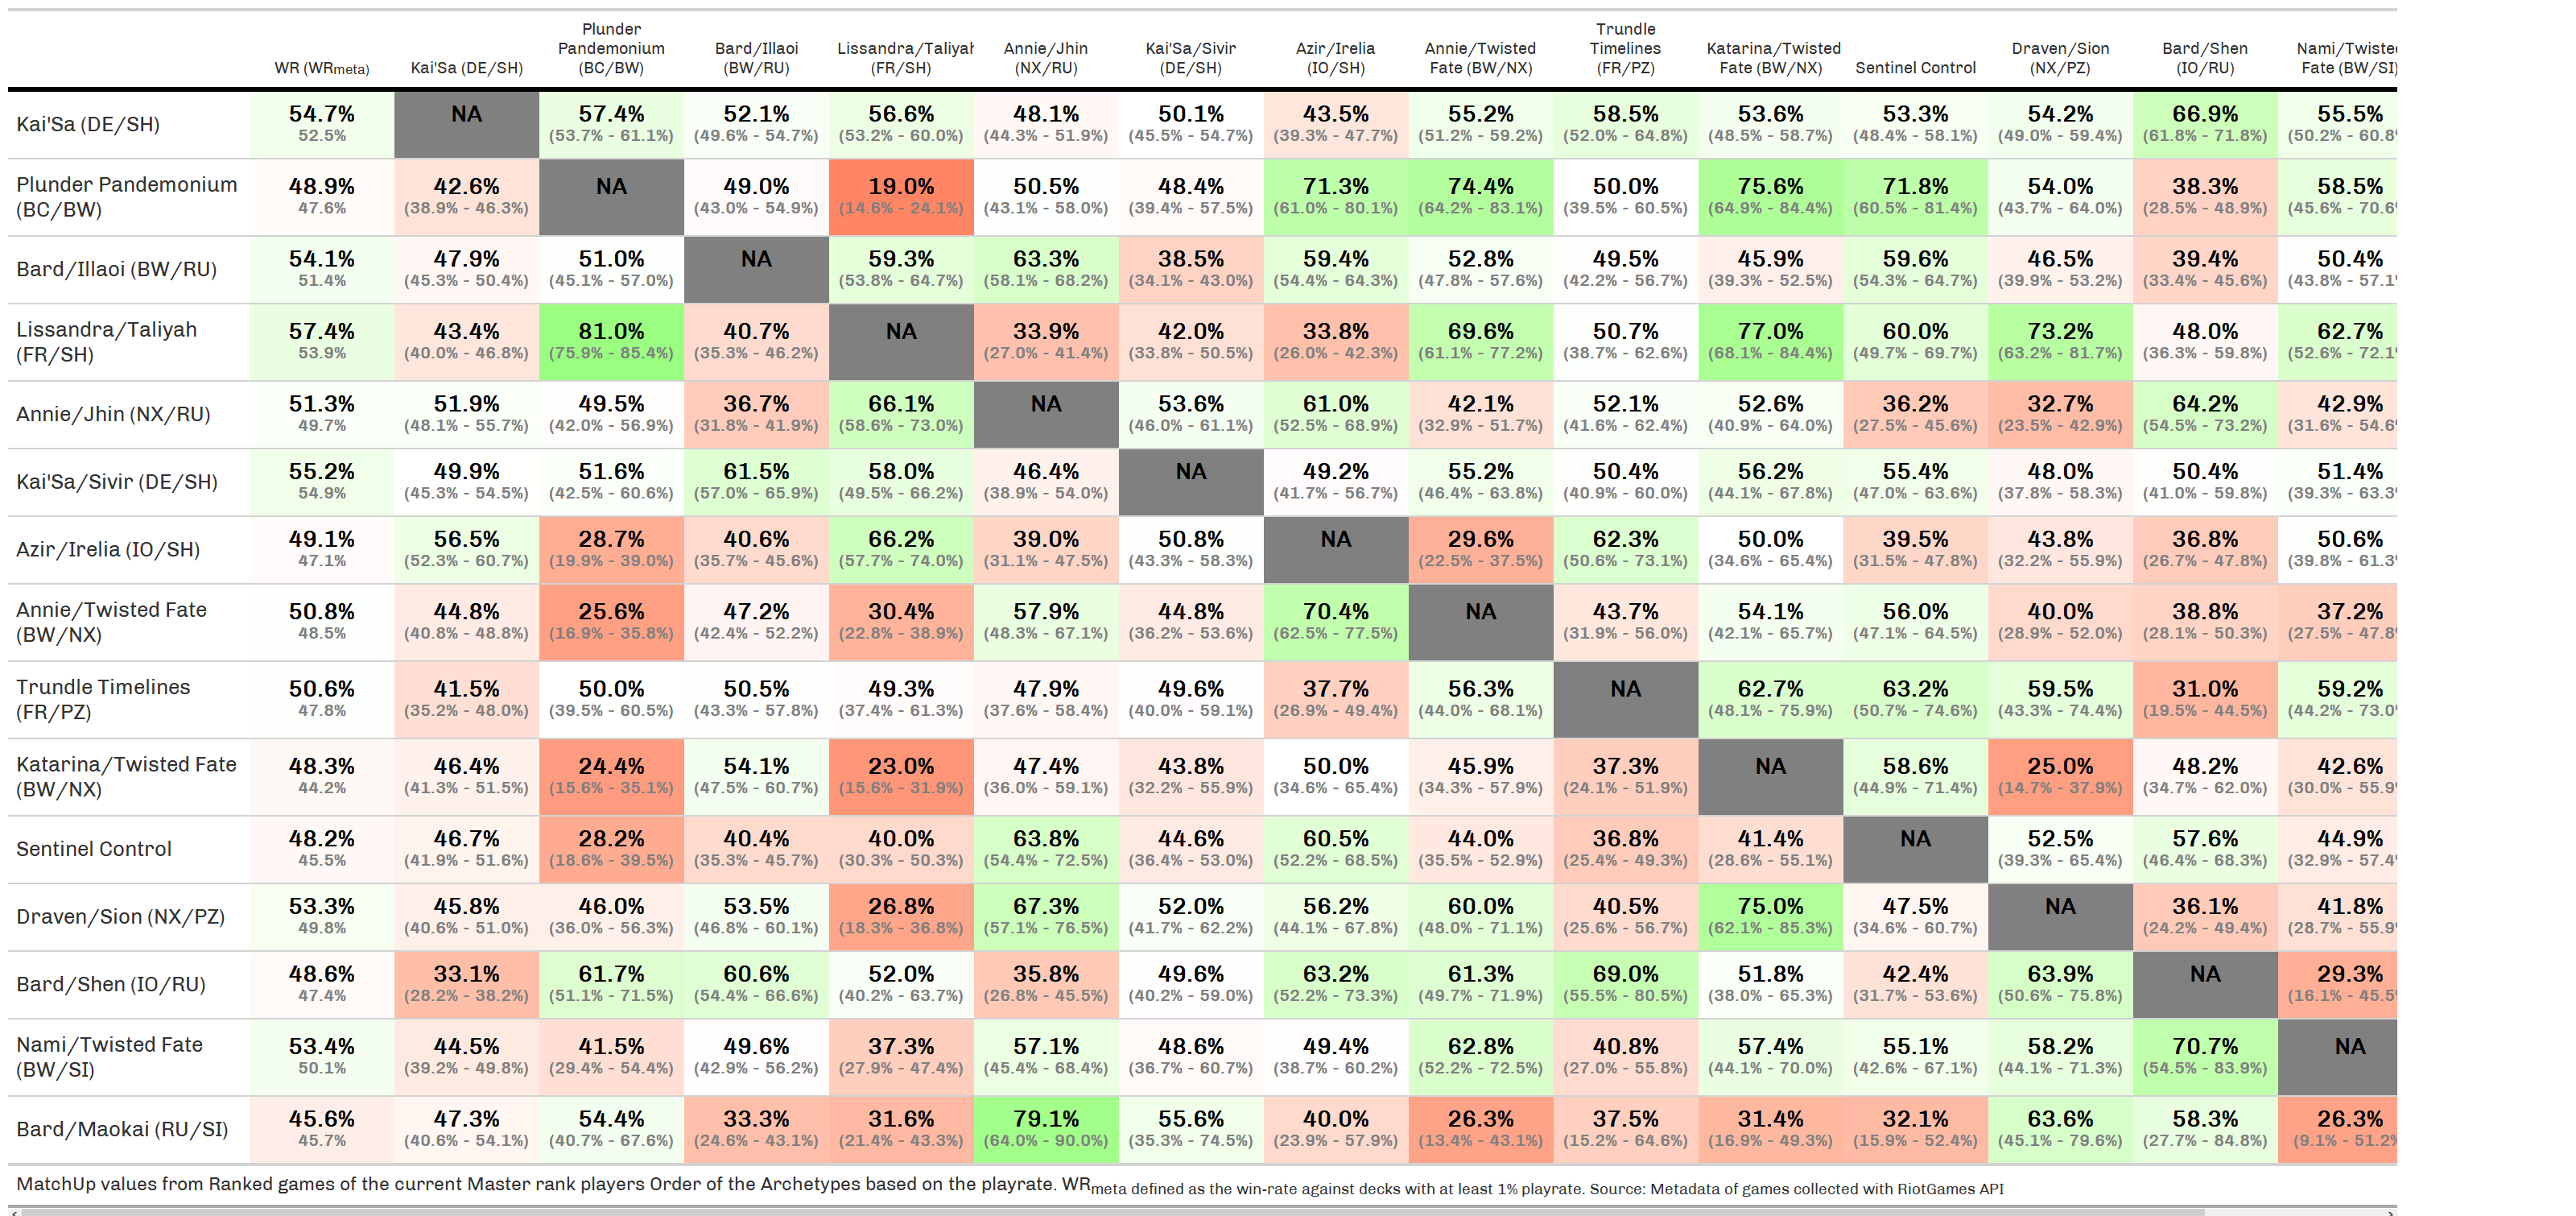 WR (WRmeta) Kai'Sa (DE/SH) Plunder Pandemonium (BC/BW) Bard/Illaoi (BW/RU) Lissandra/Taliyah (FR/SH) Annie/Jhin (NX/RU) Kai'Sa/Sivir (DE/SH) Azir/Irelia (IO/SH) Annie/Twisted Fate (BW/NX) Trundle Timelines (FR/PZ) Katarina/Twisted Fate (BW/NX) Sentinel Control Draven/Sion (NX/PZ) Bard/Shen (IO/RU) Nami/Twisted Fate (BW/SI)
Kai'Sa (DE/SH) 54.7% NA 57.4% 52.1% 56.6% 48.1% 50.1% 43.5% 55.2% 58.5% 53.6% 53.3% 54.2% 66.9% 55.5%
52.5% (53.7% - 61.1%) (49.6% - 54.7%) (53.2% - 60.0%) (44.3% - 51.9%) (45.5% - 54.7%) (39.3% - 47.7%) (51.2% - 59.2%) (52.0% - 64.8%) (48.5% - 58.7%) (48.4% - 58.1%) (49.0% - 59.4%) (61.8% - 71.8%) (50.2% - 60.8%
Plunder Pandemonium (BC/BW) 48.9% 42.6% NA 49.0% 19.0% 50.5% 48.4% 71.3% 74.4% 50.0% 75.6% 71.8% 54.0% 38.3% 58.5%
47.6% (38.9% - 46.3%) (43.0% - 54.9%) (14.6% - 24.1%) (43.1% - 58.0%) (39.4% - 57.5%) (61.0% - 80.1%) (64.2% - 83.1%) (39.5% - 60.5%) (64.9% - 84.4%) (60.5% - 81.4%) (43.7% - 64.0%) (28.5% - 48.9%) (45.6% - 70.6%
Bard/Illaoi (BW/RU) 54.1% 47.9% 51.0% NA 59.3% 63.3% 38.5% 59.4% 52.8% 49.5% 45.9% 59.6% 46.5% 39.4% 50.4%
51.4% (45.3% - 50.4%) (45.1% - 57.0%) (53.8% - 64.7%) (58.1% - 68.2%) (34.1% - 43.0%) (54.4% - 64.3%) (47.8% - 57.6%) (42.2% - 56.7%) (39.3% - 52.5%) (54.3% - 64.7%) (39.9% - 53.2%) (33.4% - 45.6%) (43.8% - 57.1%
Lissandra/Taliyah (FR/SH) 57.4% 43.4% 81.0% 40.7% NA 33.9% 42.0% 33.8% 69.6% 50.7% 77.0% 60.0% 73.2% 48.0% 62.7%
53.9% (40.0% - 46.8%) (75.9% - 85.4%) (35.3% - 46.2%) (27.0% - 41.4%) (33.8% - 50.5%) (26.0% - 42.3%) (61.1% - 77.2%) (38.7% - 62.6%) (68.1% - 84.4%) (49.7% - 69.7%) (63.2% - 81.7%) (36.3% - 59.8%) (52.6% - 72.1%
Annie/Jhin (NX/RU) 51.3% 51.9% 49.5% 36.7% 66.1% NA 53.6% 61.0% 42.1% 52.1% 52.6% 36.2% 32.7% 64.2% 42.9%
49.7% (48.1% - 55.7%) (42.0% - 56.9%) (31.8% - 41.9%) (58.6% - 73.0%) (46.0% - 61.1%) (52.5% - 68.9%) (32.9% - 51.7%) (41.6% - 62.4%) (40.9% - 64.0%) (27.5% - 45.6%) (23.5% - 42.9%) (54.5% - 73.2%) (31.6% - 54.6%
Kai'Sa/Sivir (DE/SH) 55.2% 49.9% 51.6% 61.5% 58.0% 46.4% NA 49.2% 55.2% 50.4% 56.2% 55.4% 48.0% 50.4% 51.4%
54.9% (45.3% - 54.5%) (42.5% - 60.6%) (57.0% - 65.9%) (49.5% - 66.2%) (38.9% - 54.0%) (41.7% - 56.7%) (46.4% - 63.8%) (40.9% - 60.0%) (44.1% - 67.8%) (47.0% - 63.6%) (37.8% - 58.3%) (41.0% - 59.8%) (39.3% - 63.3%
Azir/Irelia (IO/SH) 49.1% 56.5% 28.7% 40.6% 66.2% 39.0% 50.8% NA 29.6% 62.3% 50.0% 39.5% 43.8% 36.8% 50.6%
47.1% (52.3% - 60.7%) (19.9% - 39.0%) (35.7% - 45.6%) (57.7% - 74.0%) (31.1% - 47.5%) (43.3% - 58.3%) (22.5% - 37.5%) (50.6% - 73.1%) (34.6% - 65.4%) (31.5% - 47.8%) (32.2% - 55.9%) (26.7% - 47.8%) (39.8% - 61.3%
Annie/Twisted Fate (BW/NX) 50.8% 44.8% 25.6% 47.2% 30.4% 57.9% 44.8% 70.4% NA 43.7% 54.1% 56.0% 40.0% 38.8% 37.2%
48.5% (40.8% - 48.8%) (16.9% - 35.8%) (42.4% - 52.2%) (22.8% - 38.9%) (48.3% - 67.1%) (36.2% - 53.6%) (62.5% - 77.5%) (31.9% - 56.0%) (42.1% - 65.7%) (47.1% - 64.5%) (28.9% - 52.0%) (28.1% - 50.3%) (27.5% - 47.8%
Trundle Timelines (FR/PZ) 50.6% 41.5% 50.0% 50.5% 49.3% 47.9% 49.6% 37.7% 56.3% NA 62.7% 63.2% 59.5% 31.0% 59.2%
47.8% (35.2% - 48.0%) (39.5% - 60.5%) (43.3% - 57.8%) (37.4% - 61.3%) (37.6% - 58.4%) (40.0% - 59.1%) (26.9% - 49.4%) (44.0% - 68.1%) (48.1% - 75.9%) (50.7% - 74.6%) (43.3% - 74.4%) (19.5% - 44.5%) (44.2% - 73.0%
Katarina/Twisted Fate (BW/NX) 48.3% 46.4% 24.4% 54.1% 23.0% 47.4% 43.8% 50.0% 45.9% 37.3% NA 58.6% 25.0% 48.2% 42.6%
44.2% (41.3% - 51.5%) (15.6% - 35.1%) (47.5% - 60.7%) (15.6% - 31.9%) (36.0% - 59.1%) (32.2% - 55.9%) (34.6% - 65.4%) (34.3% - 57.9%) (24.1% - 51.9%) (44.9% - 71.4%) (14.7% - 37.9%) (34.7% - 62.0%) (30.0% - 55.9%
Sentinel Control 48.2% 46.7% 28.2% 40.4% 40.0% 63.8% 44.6% 60.5% 44.0% 36.8% 41.4% NA 52.5% 57.6% 44.9%
45.5% (41.9% - 51.6%) (18.6% - 39.5%) (35.3% - 45.7%) (30.3% - 50.3%) (54.4% - 72.5%) (36.4% - 53.0%) (52.2% - 68.5%) (35.5% - 52.9%) (25.4% - 49.3%) (28.6% - 55.1%) (39.3% - 65.4%) (46.4% - 68.3%) (32.9% - 57.4%
Draven/Sion (NX/PZ) 53.3% 45.8% 46.0% 53.5% 26.8% 67.3% 52.0% 56.2% 60.0% 40.5% 75.0% 47.5% NA 36.1% 41.8%
49.8% (40.6% - 51.0%) (36.0% - 56.3%) (46.8% - 60.1%) (18.3% - 36.8%) (57.1% - 76.5%) (41.7% - 62.2%) (44.1% - 67.8%) (48.0% - 71.1%) (25.6% - 56.7%) (62.1% - 85.3%) (34.6% - 60.7%) (24.2% - 49.4%) (28.7% - 55.9%
Bard/Shen (IO/RU) 48.6% 33.1% 61.7% 60.6% 52.0% 35.8% 49.6% 63.2% 61.3% 69.0% 51.8% 42.4% 63.9% NA 29.3%
47.4% (28.2% - 38.2%) (51.1% - 71.5%) (54.4% - 66.6%) (40.2% - 63.7%) (26.8% - 45.5%) (40.2% - 59.0%) (52.2% - 73.3%) (49.7% - 71.9%) (55.5% - 80.5%) (38.0% - 65.3%) (31.7% - 53.6%) (50.6% - 75.8%) (16.1% - 45.5%
Nami/Twisted Fate (BW/SI) 53.4% 44.5% 41.5% 49.6% 37.3% 57.1% 48.6% 49.4% 62.8% 40.8% 57.4% 55.1% 58.2% 70.7% NA
50.1% (39.2% - 49.8%) (29.4% - 54.4%) (42.9% - 56.2%) (27.9% - 47.4%) (45.4% - 68.4%) (36.7% - 60.7%) (38.7% - 60.2%) (52.2% - 72.5%) (27.0% - 55.8%) (44.1% - 70.0%) (42.6% - 67.1%) (44.1% - 71.3%) (54.5% - 83.9%)
Bard/Maokai (RU/SI) 45.6% 47.3% 54.4% 33.3% 31.6% 79.1% 55.6% 40.0% 26.3% 37.5% 31.4% 32.1% 63.6% 58.3% 26.3%
45.7% (40.6% - 54.1%) (40.7% - 67.6%) (24.6% - 43.1%) (21.4% - 43.3%) (64.0% - 90.0%) (35.3% - 74.5%) (23.9% - 57.9%) (13.4% - 43.1%) (15.2% - 64.6%) (16.9% - 49.3%) (15.9% - 52.4%) (45.1% - 79.6%) (27.7% - 84.8%) (9.1% - 51.2%
MatchUp values from Ranked games of the current Master rank players Order of the Archetypes based on the playrate. WRmeta defined as the win-rate against decks with at least 1% playrate. Source: Metadata of games collected with RiotGames API